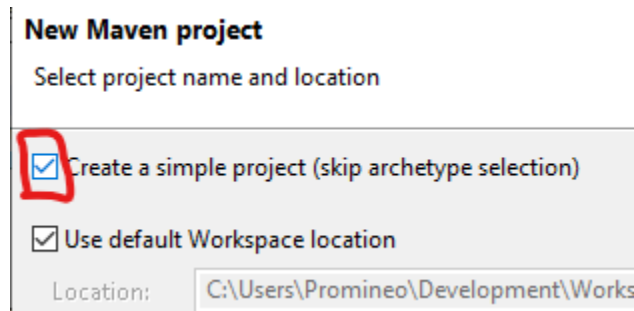 New Maven project
Select project name and location
Create a simple project (skip archetype selection)
Use default Workspace location
Location: C:\Users\Promineo\Development\Works